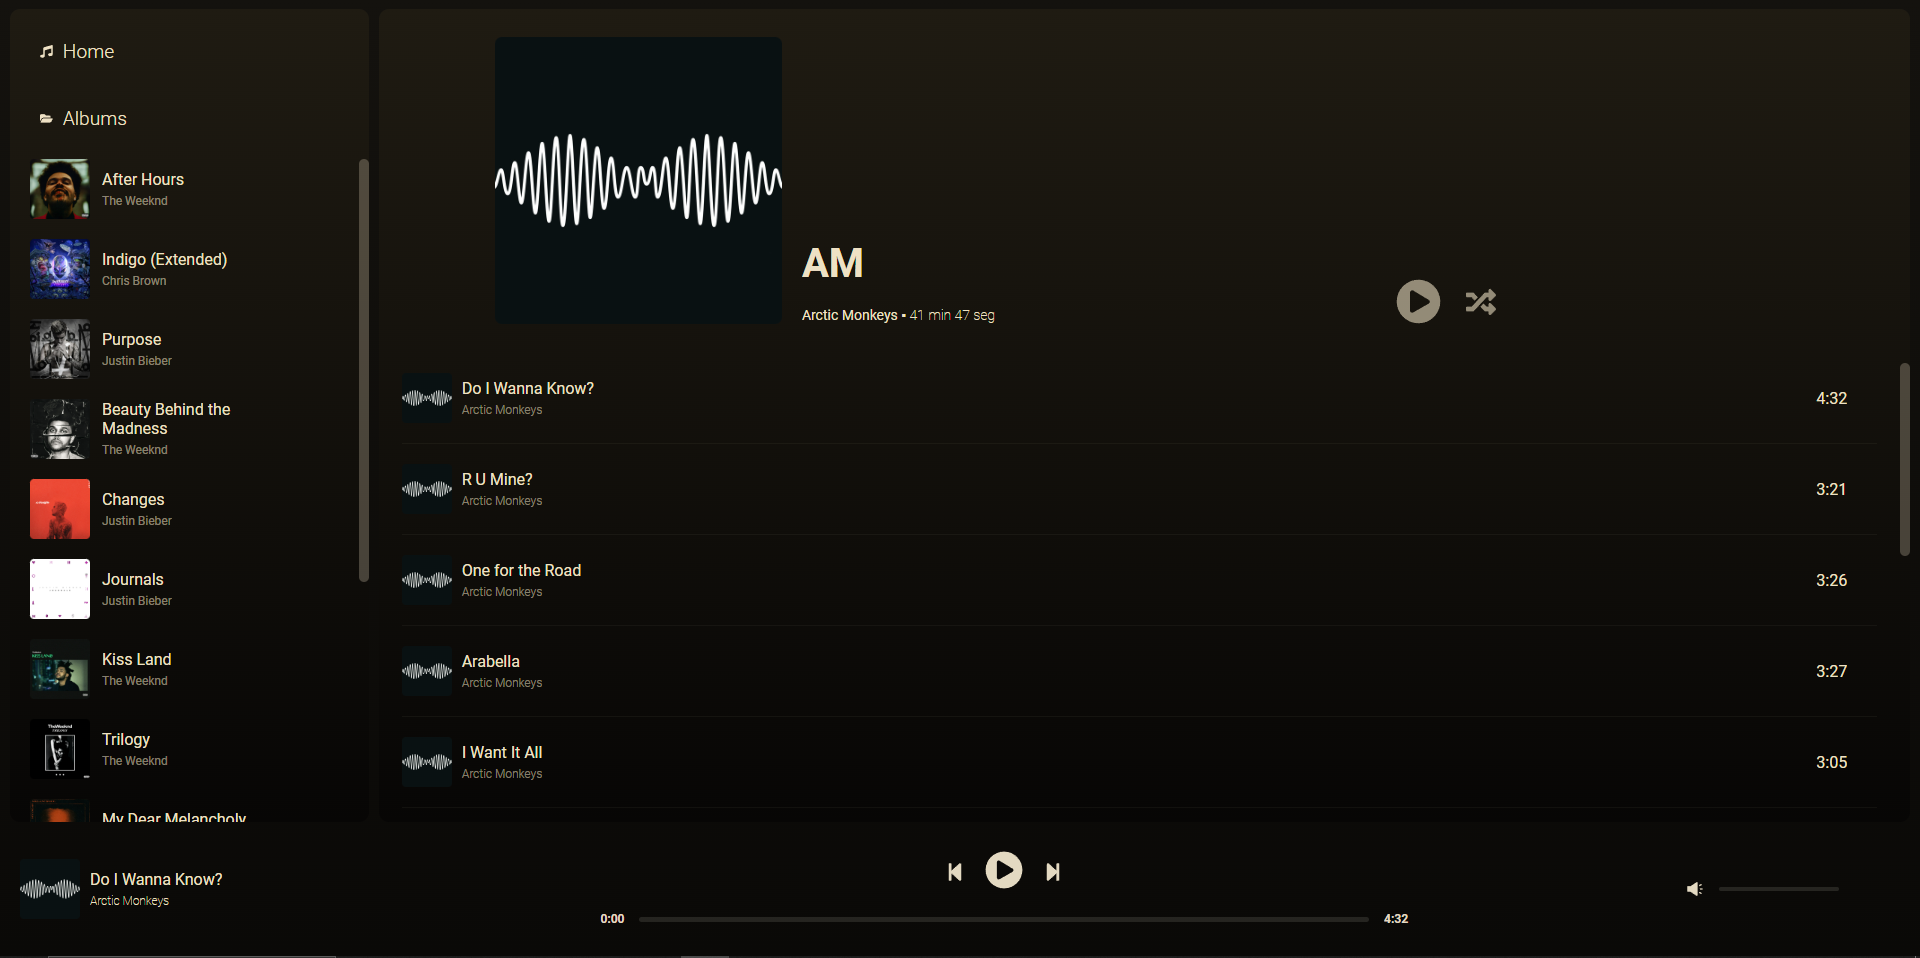 Home
Albums
After Hours
The Weeknd
Indigo (Extended)
Chris Brown
Purpose
Justin Bieber
Beauty Behind the
Madness
The Weeknd
Changes
Justin Bieber
Journals
Justin Bieber
Kiss Land
The Weeknd
Trilogy
The Weeknd
My Dear Melancholy
AM
Arctic Monkeys • 41 min 47 seg
Do I Wanna Know?
Arctic Monkeys
4:32
R U Mine?
Arctic Monkeys
3:21
One for the Road
Arctic Monkeys
3:26
Arabella
Arctic Monkeys
3:27
I Want It All
Arctic Monkeys
3:05
Do I Wanna Know?
Arctic Monkeys
0:00
4:32